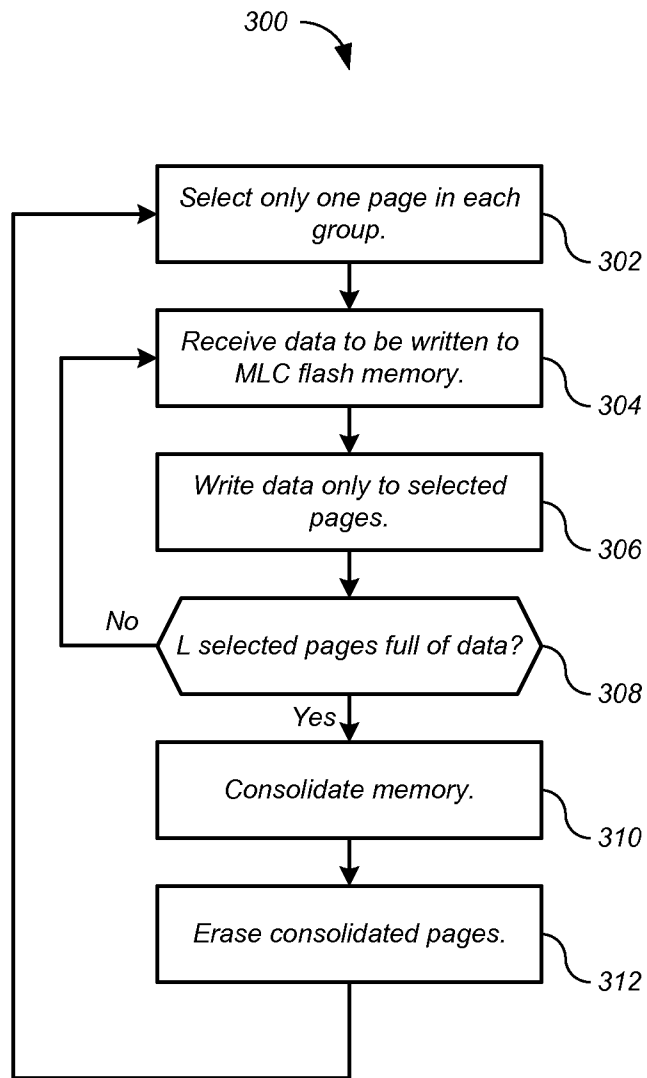 300
Select only one page in each
group.
302
Receive data to be written to
MLC flash memory.
304
Write data only to selected
pages.
306
No
L selected pages full of data?
308
Yes
Consolidate memory.
310
Erase consolidated pages.
312